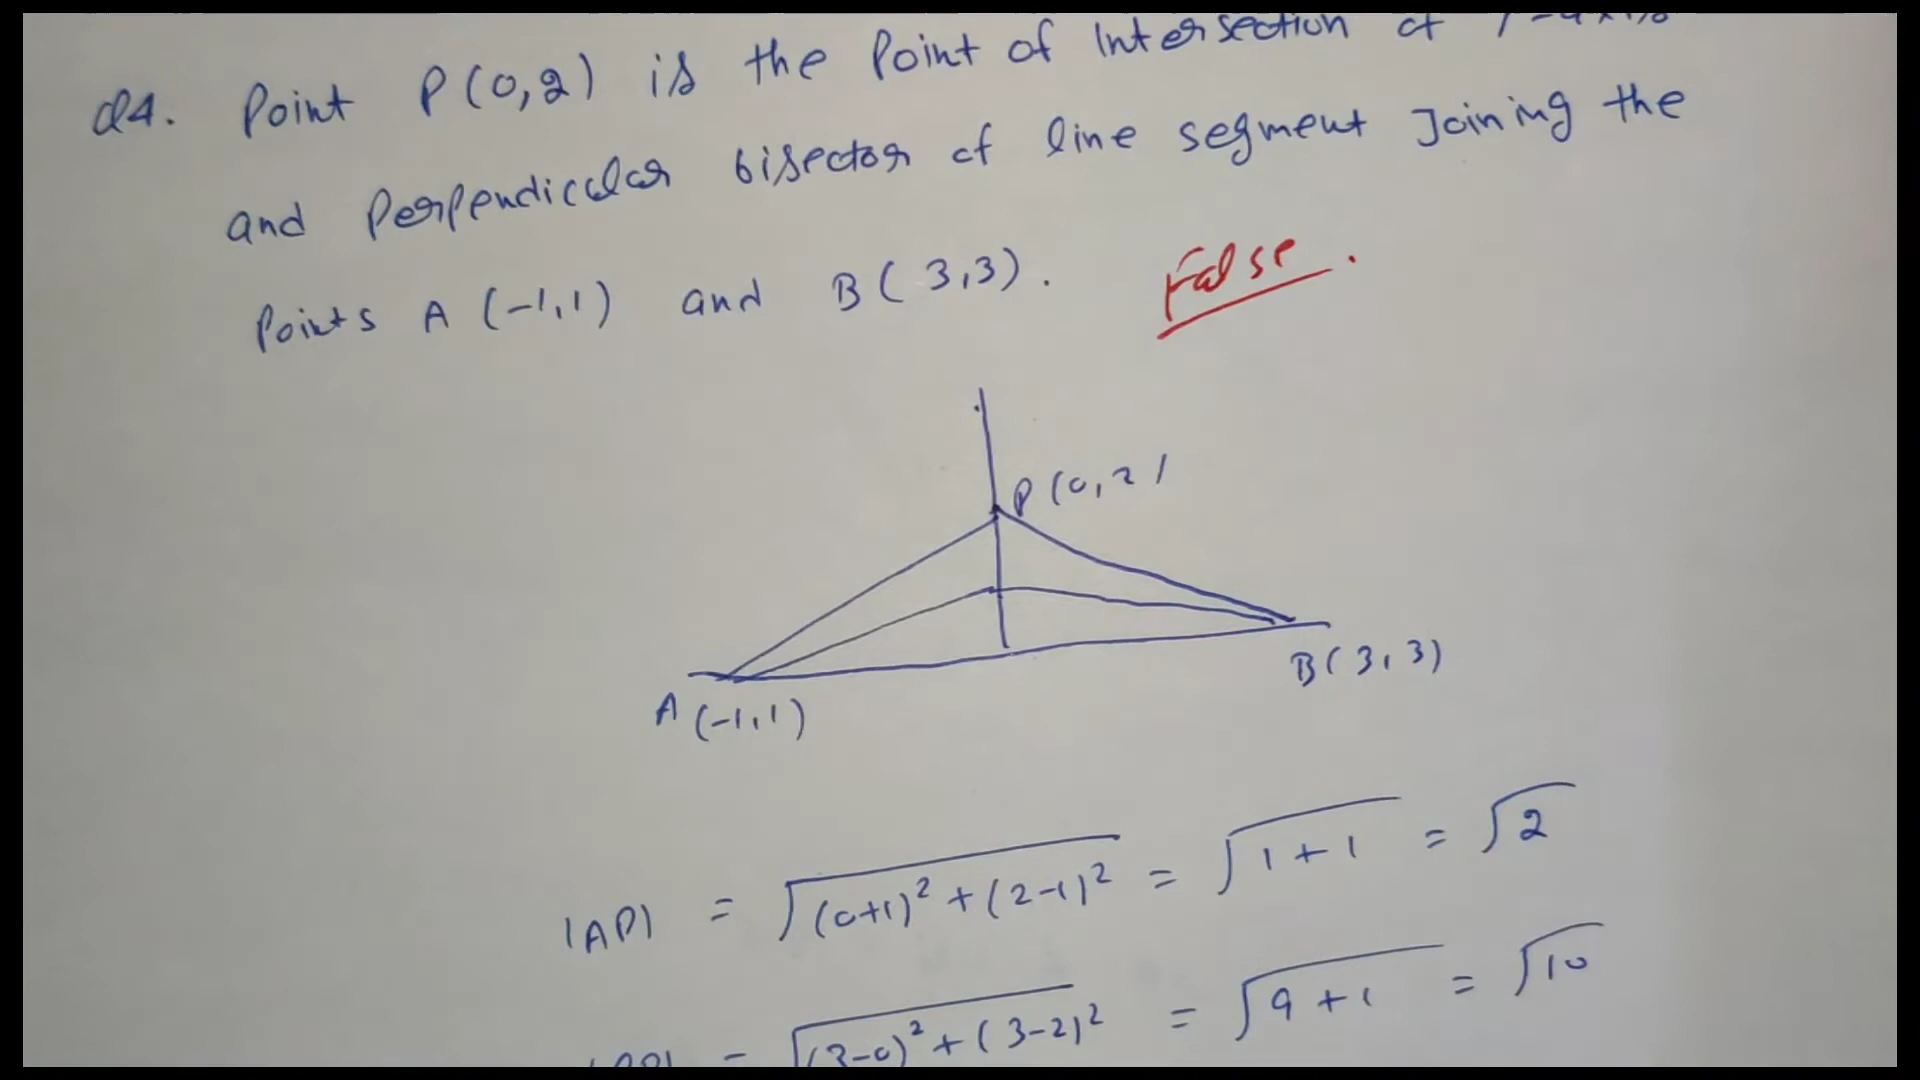 Q4. Point P(0,2) is the Point of Intersection of Y-axis
and Perpendicular bisector of line segment Joining the
Points A (-1,1) and B(3,3). False.
P(0,2)
B(3,3)
A(-1,1)
|AP| = √(0+1)² + (2-1)² = √1+1 = √2
= √(3-0)² + (3-2)² = √9+1 = √10